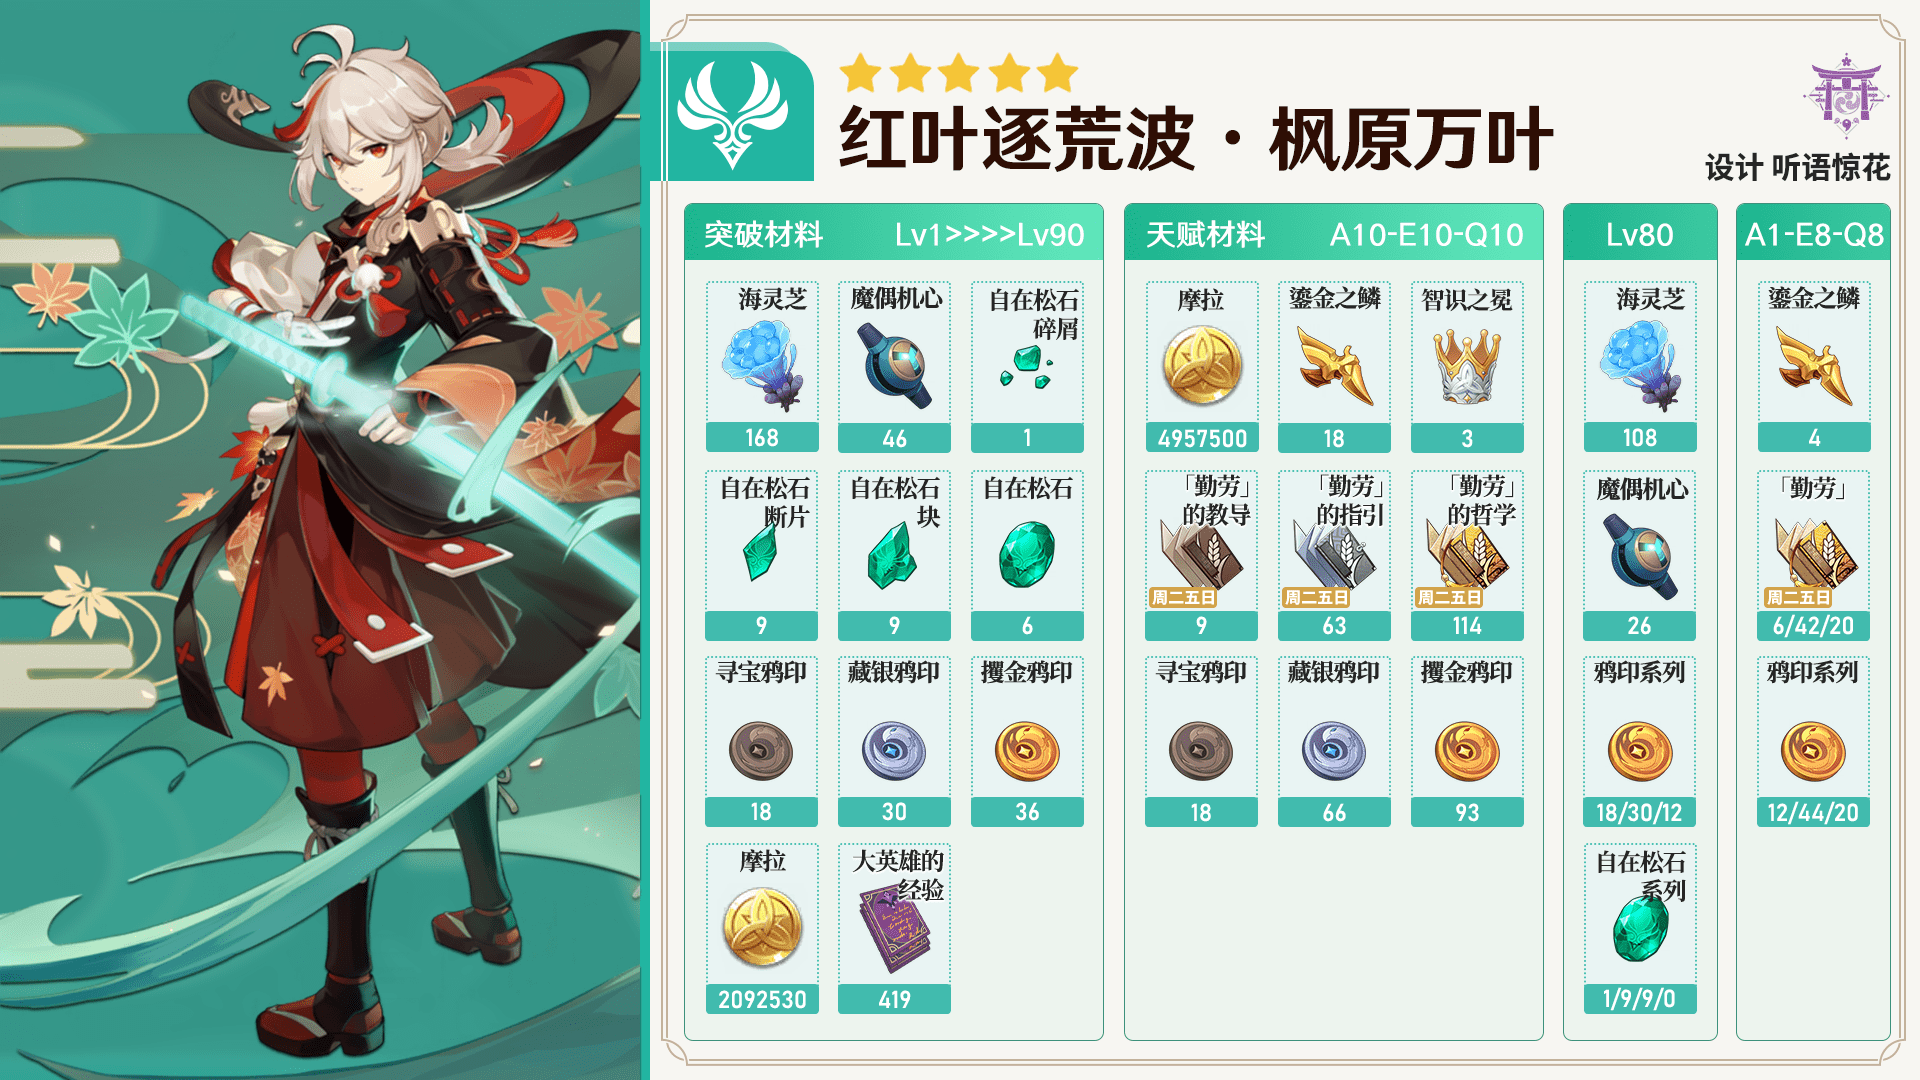 红叶逐荒波·枫原万叶
设计 听语惊花
突破材料 Lv1>>>>Lv90
海灵芝
168
魔偶机心
46
自在松石
碎屑
1
自在松石
断片
9
自在松石
块
9
自在松石
6
寻宝鸦印
18
藏银鸦印
30
攫金鸦印
36
摩拉
2092530
大英雄的
经验
419
天赋材料 A10-E10-Q10
摩拉
4957500
鎏金之鳞
18
智识之冕
3
「勤劳」
的教导
周二五日
9
「勤劳」
的指引
周二五日
63
「勤劳」
的哲学
周二五日
114
寻宝鸦印
18
藏银鸦印
66
攫金鸦印
93
Lv80
海灵芝
108
魔偶机心
26
鸦印系列
18/30/12
自在松石
系列
1/9/9/0
A1-E8-Q8
鎏金之鳞
4
「勤劳」
周二五日
6/42/20
鸦印系列
12/44/20